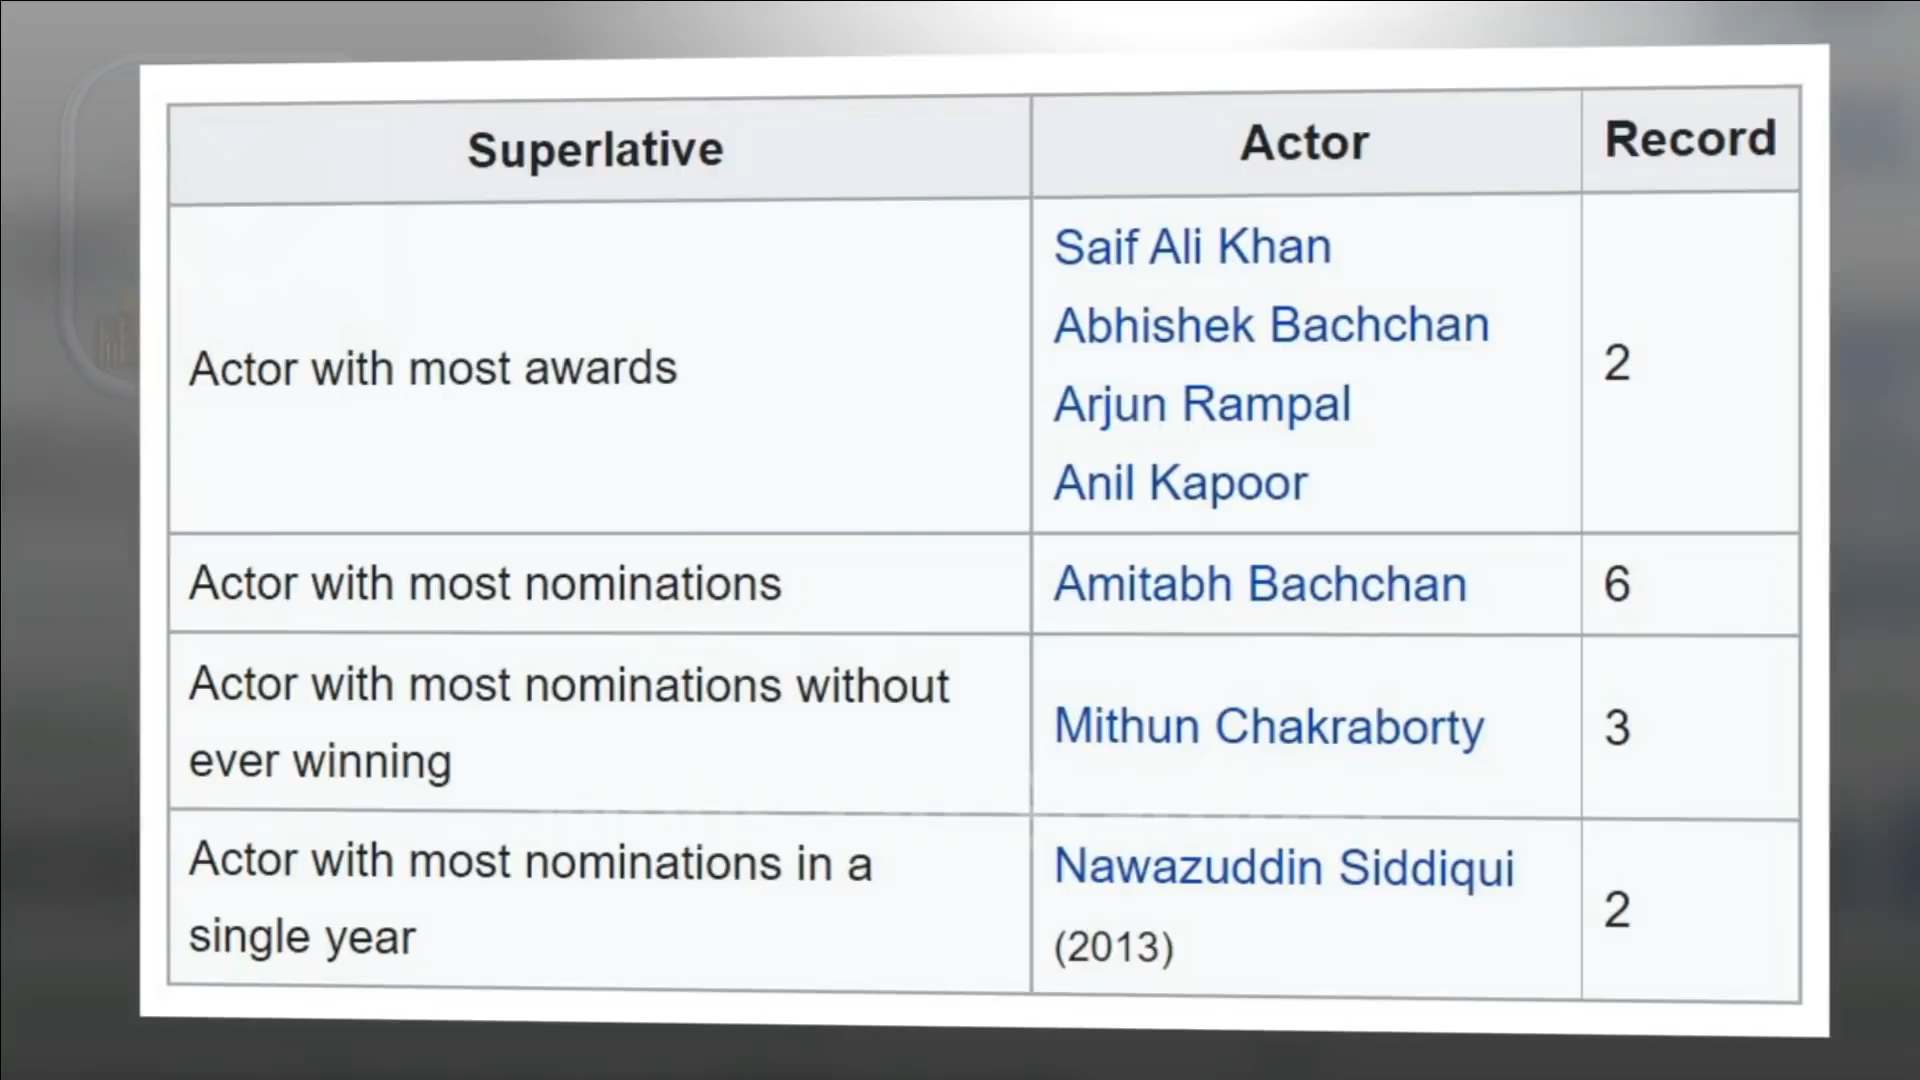 Superlative Actor Record
Saif Ali Khan
Abhishek Bachchan
Actor with most awards 2
Arjun Rampal
Anil Kapoor
Actor with most nominations Amitabh Bachchan 6
Actor with most nominations without
ever winning
Mithun Chakraborty 3
Actor with most nominations in a
single year
Nawazuddin Siddiqui
(2013)
2